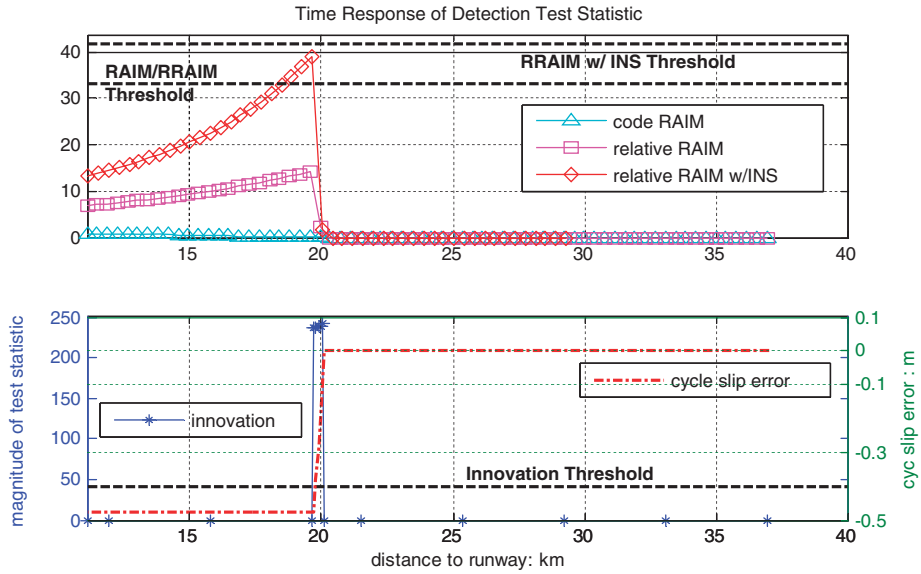 Time Response of Detection Test Statistic
40
30
20
10
0
RAIM/RRAIM
Threshold
RRAIM w/ INS Threshold
code RAIM
relative RAIM
relative RAIM w/INS
15
20
25
30
35
40
magnitude of test statistic
250
200
150
100
50
0
innovation
cycle slip error
Innovation Threshold
0.1
0
-0.1
-0.3
-0.5
cyc slip error : m
15
20
25
30
35
40
distance to runway: km